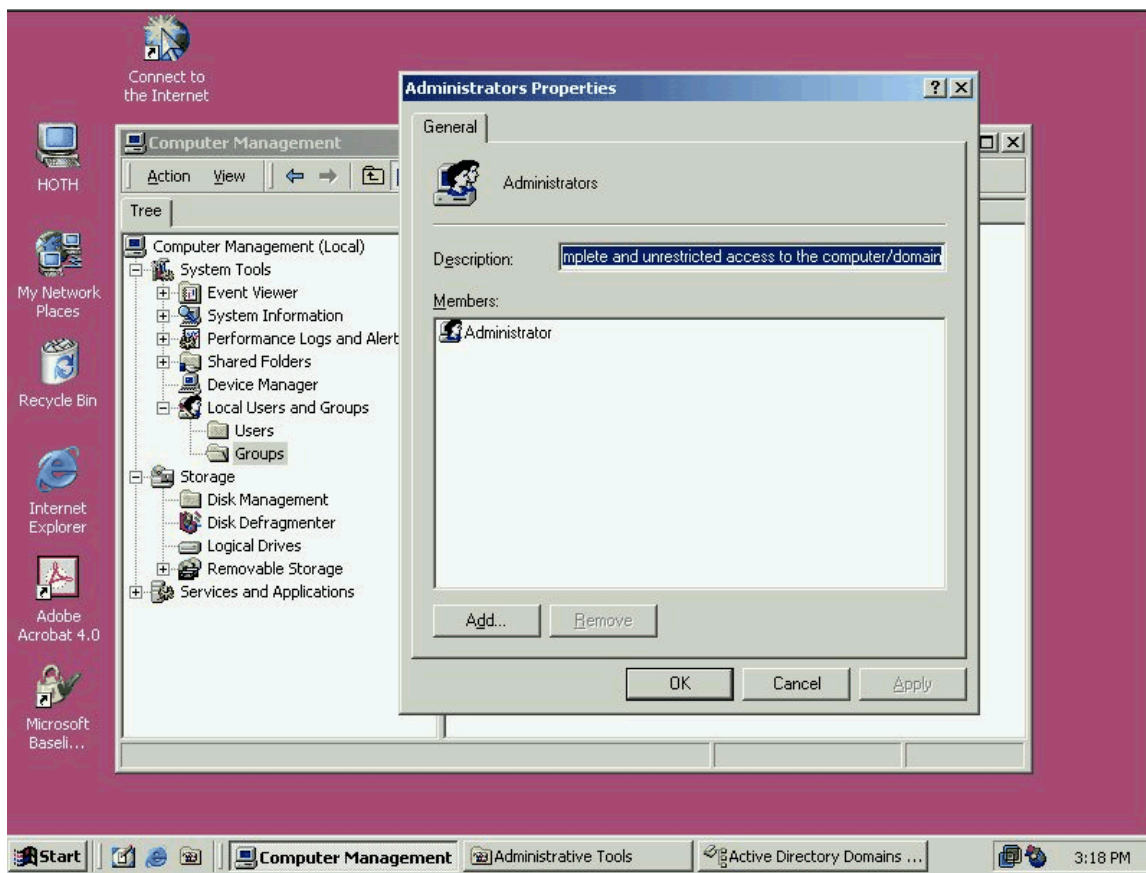 Connect to
the Internet
HOTH
My Network
Places
Recycle Bin
Internet
Explorer
Adobe
Acrobat 4.0
Microsoft
Baseli...
Computer Management
Action View
Tree
Computer Management (Local)
System Tools
Event Viewer
System Information
Performance Logs and Alert
Shared Folders
Device Manager
Local Users and Groups
Users
Groups
Storage
Disk Management
Disk Defragmenter
Logical Drives
Removable Storage
Services and Applications
Administrators Properties
General
Administrators
Description: mplete and unrestricted access to the computer/domain
Members:
Administrator
Add... Remove
OK Cancel Apply
Start Computer Management Administrative Tools Active Directory Domains ... 3:18 PM